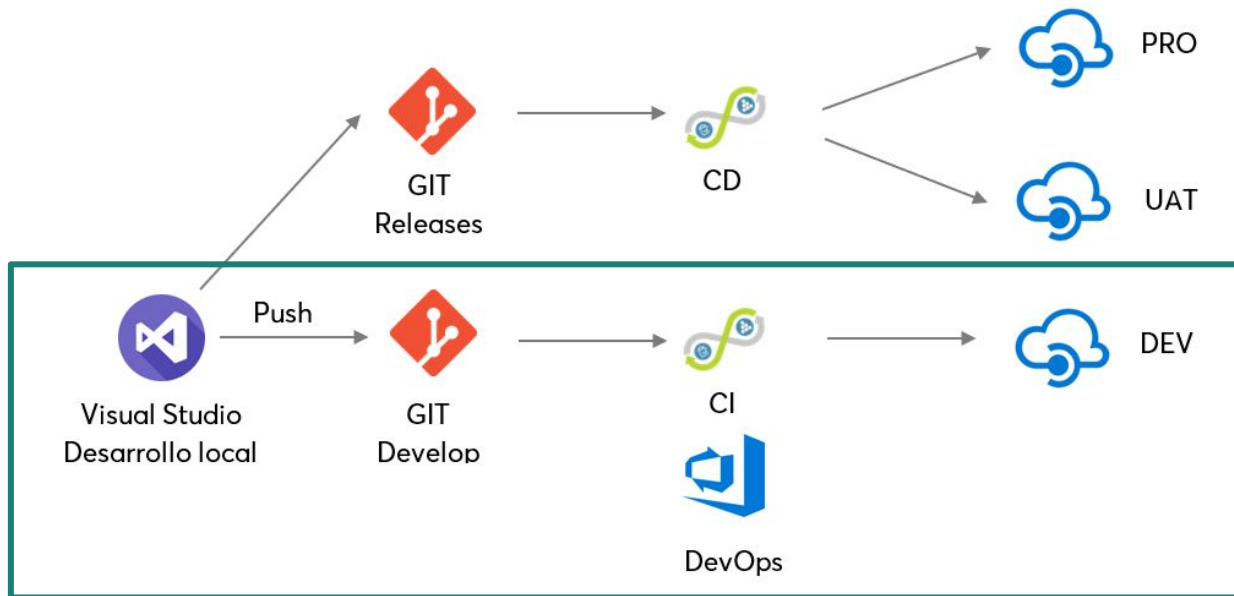 PRO
GIT
Releases
CD
UAT
Push
Visual Studio
Desarrollo local
GIT
Develop
CI
DEV
DevOps